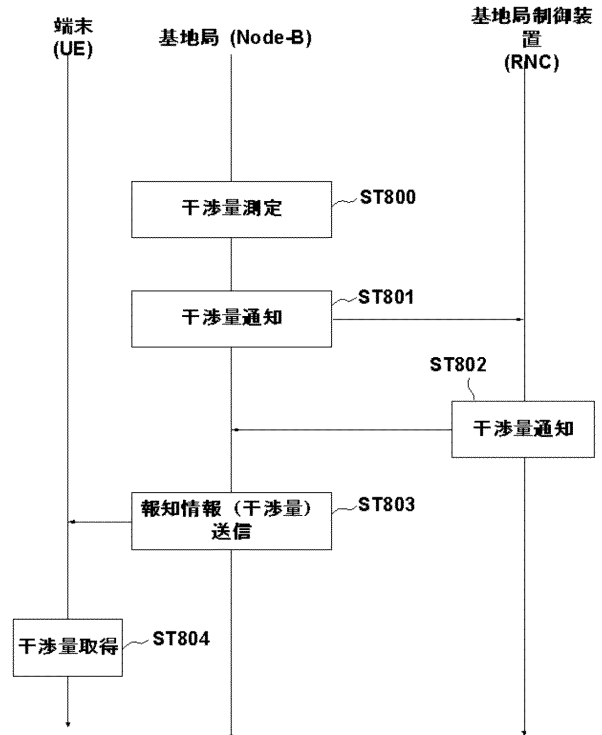 端末
(UE)
基地局 (Node-B)
基地局制御装
置
(RNC)
干渉量測定
ST800
干渉量通知
ST801
ST802
干渉量通知
報知情報（干渉量）
送信
ST803
干渉量取得
ST804